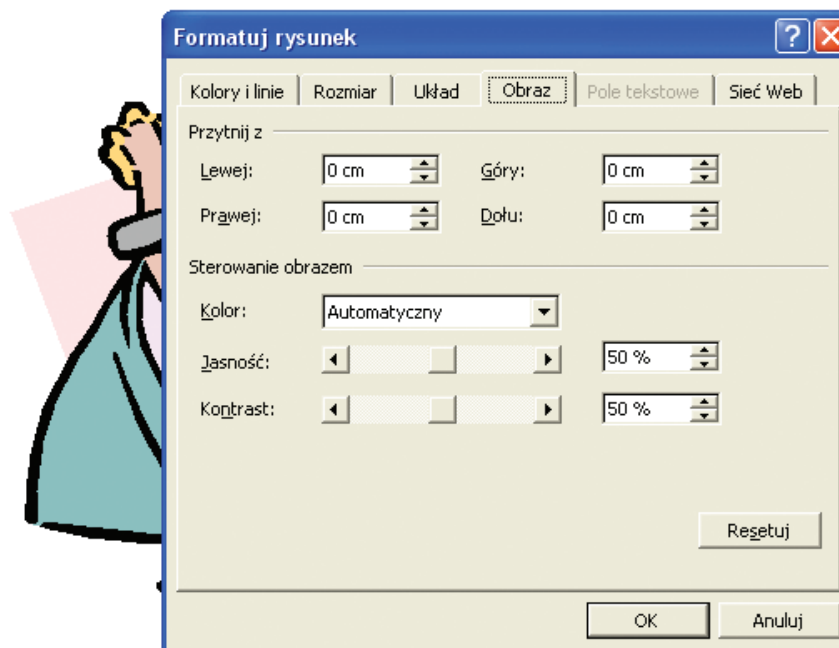 Formatuj rysunek
Kolory i linie Rozmiar Układ Obraz Pole tekstowe Sieć Web
Przytnij z
Lewej: 0 cm Góry: 0 cm
Prawej: 0 cm Dołu: 0 cm
Sterowanie obrazem
Kolor: Automatyczny
Jasność: 50 %
Kontrast: 50 %
Resetuj
OK Anuluj